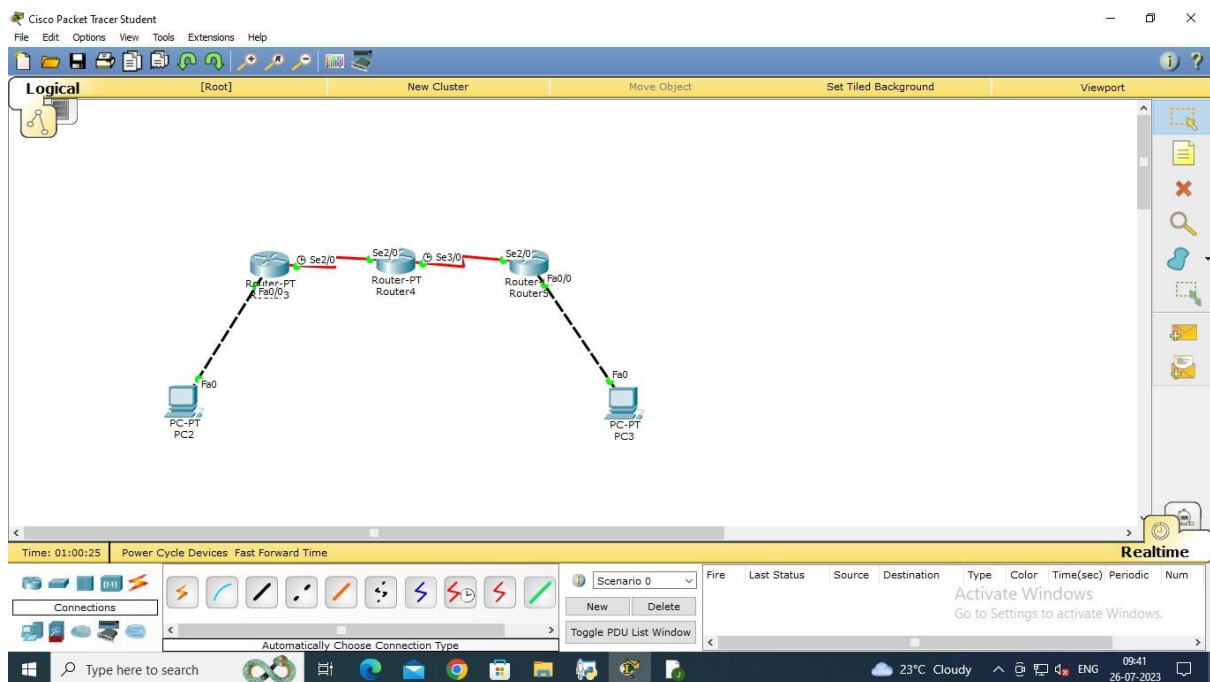 Cisco Packet Tracer Student
File Edit Options View Tools Extensions Help
Logical [Root] New Cluster Move Object Set Tiled Background Viewport
Se2/0 Se2/0 Se3/0 Se2/0
Router-PT Router-PT Fa0/0
Fa0/0 Router4 Router5
Fa0 Fa0
PC-PT PC-PT
PC2 PC3
Time: 01:00:25 Power Cycle Devices Fast Forward Time Realtime
Scenario 0 Fire Last Status Source Destination Type Color Time(sec) Periodic Num
Connections New Delete Activate Windows
Go to Settings to activate Windows.
Toggle PDU List Window
Automatically Choose Connection Type
Type here to search 23°C Cloudy ENG 09:41
26-07-2023